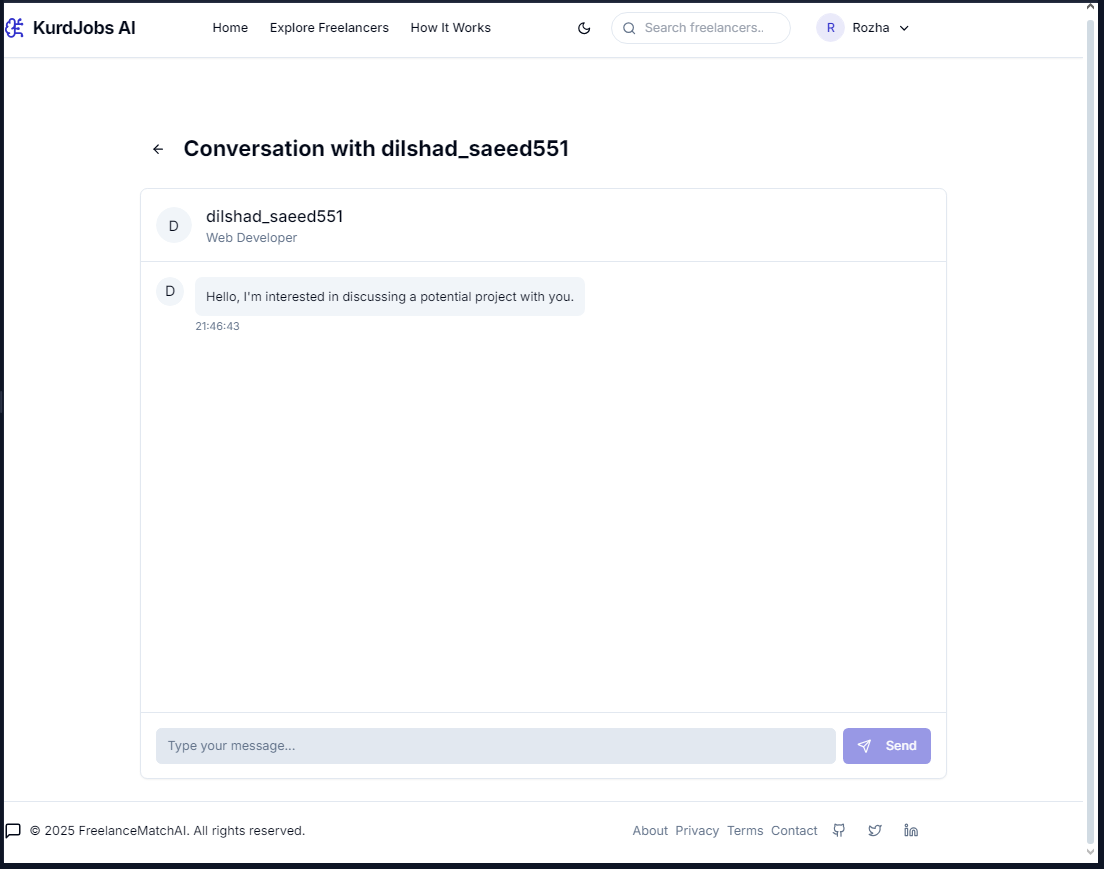 KurdJobs AI
Home
Explore Freelancers
How It Works
Search freelancers..
R
Rozha
Conversation with dilshad_saeed551
D
dilshad_saeed551
Web Developer
D
Hello, I'm interested in discussing a potential project with you.
21:46:43
Type your message...
Send
© 2025 FreelanceMatchAI. All rights reserved.
About
Privacy
Terms
Contact